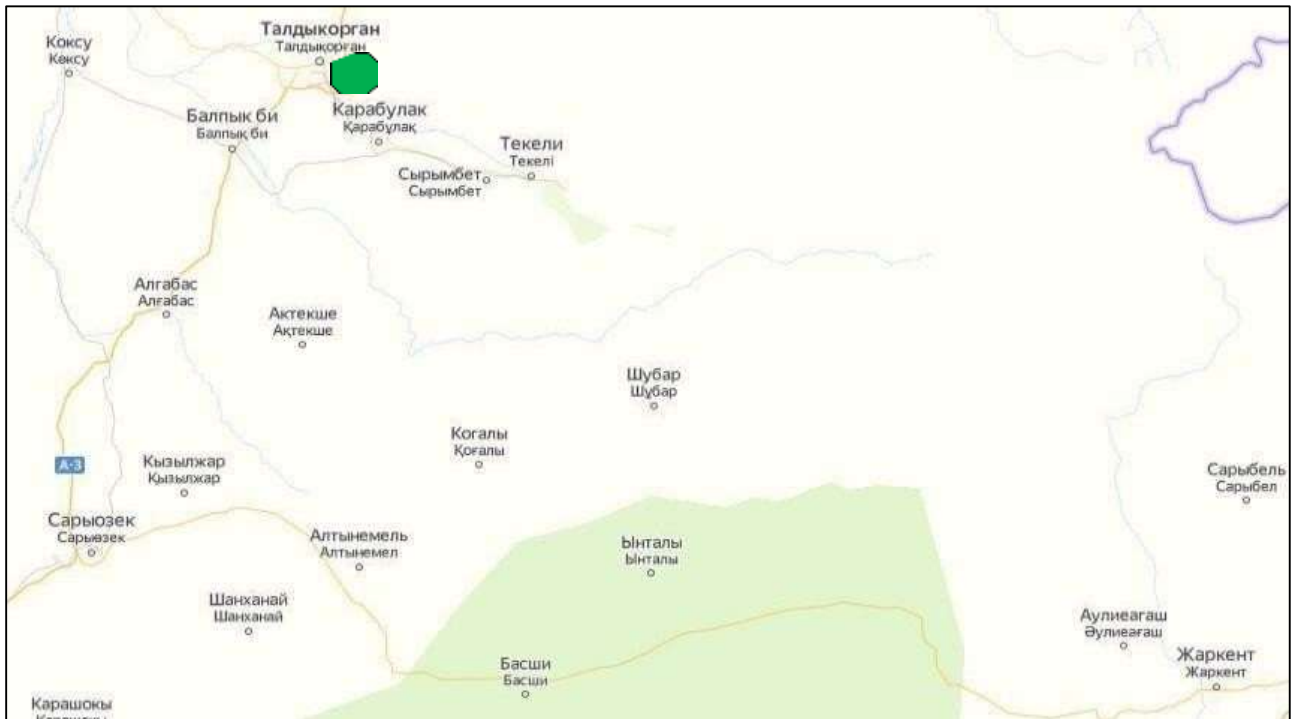 Талдыкорган
Талдықорған
Коксу
Көксу
Балпык би
Балпық би
Карабулак
Қарабұлақ
Текели
Текелі
Сырымбет
Сырымбет
Алгабас
Алғабас
Актекше
Ақтекше
Шубар
Шұбар
Когалы
Қоғалы
А-3
Кызылжар
Қызылжар
Сарыбель
Сарыбел
Сарыозек
Сарыөзек
Алтынемель
Алтынемел
Ынталы
Ынталы
Шанханай
Шанханай
Аулиеагаш
Әулиеағаш
Басши
Басши
Жаркент
Жаркент
Карашокы